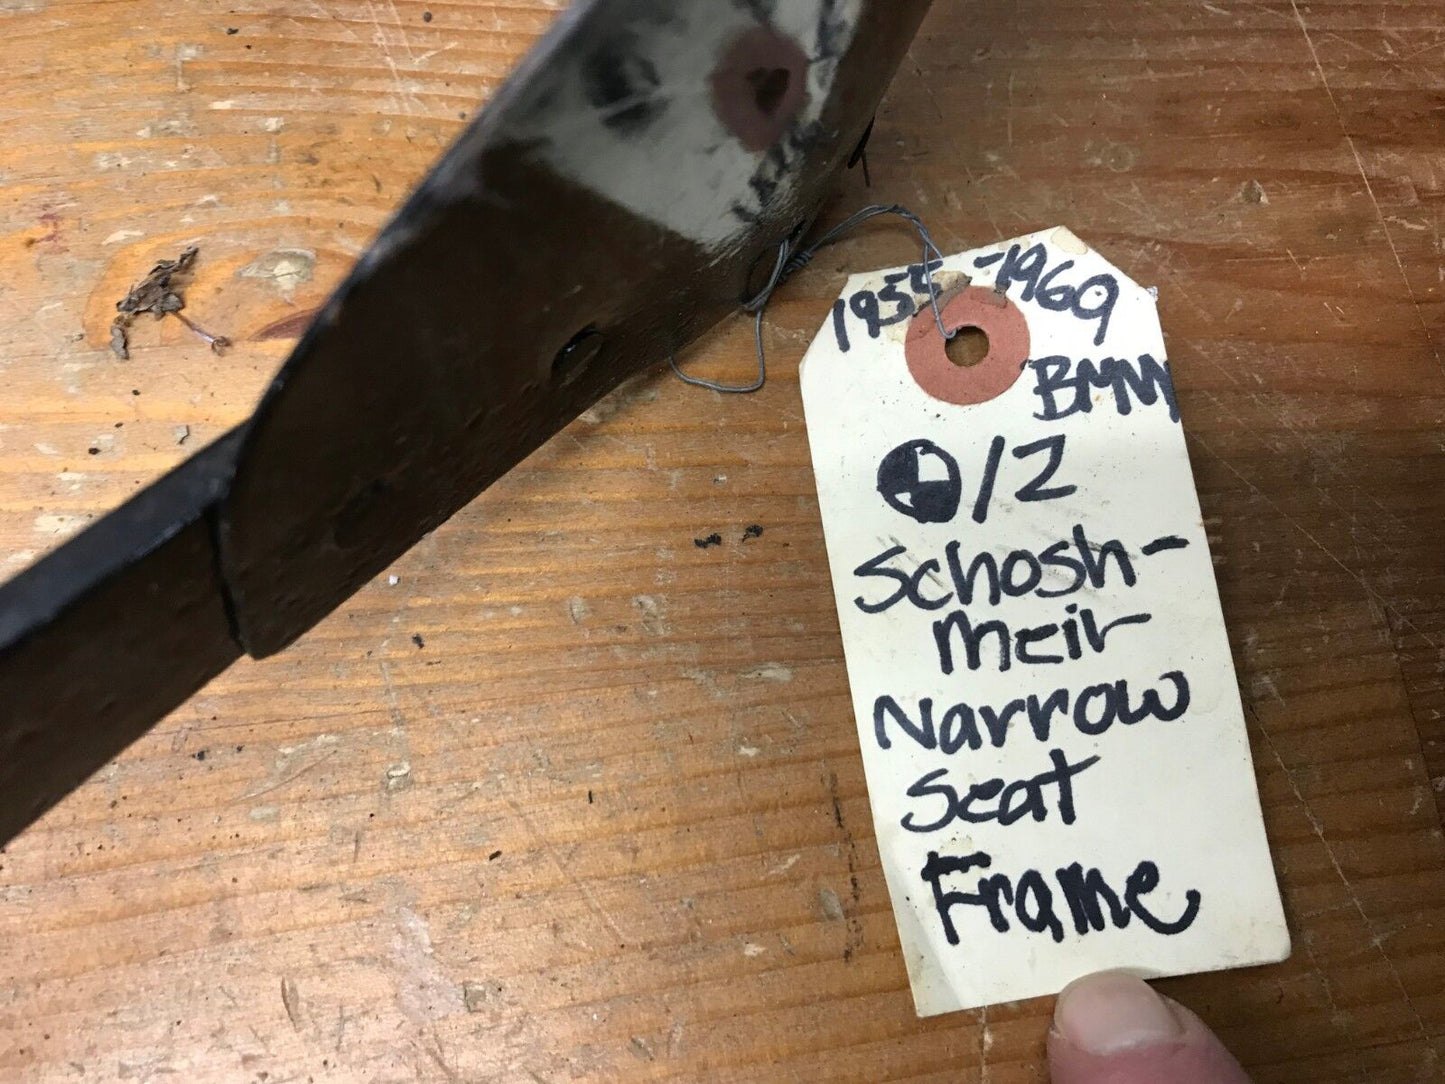 1955-1969
BMW
/2
Schosh-
meir
Narrow
Seat
Frame